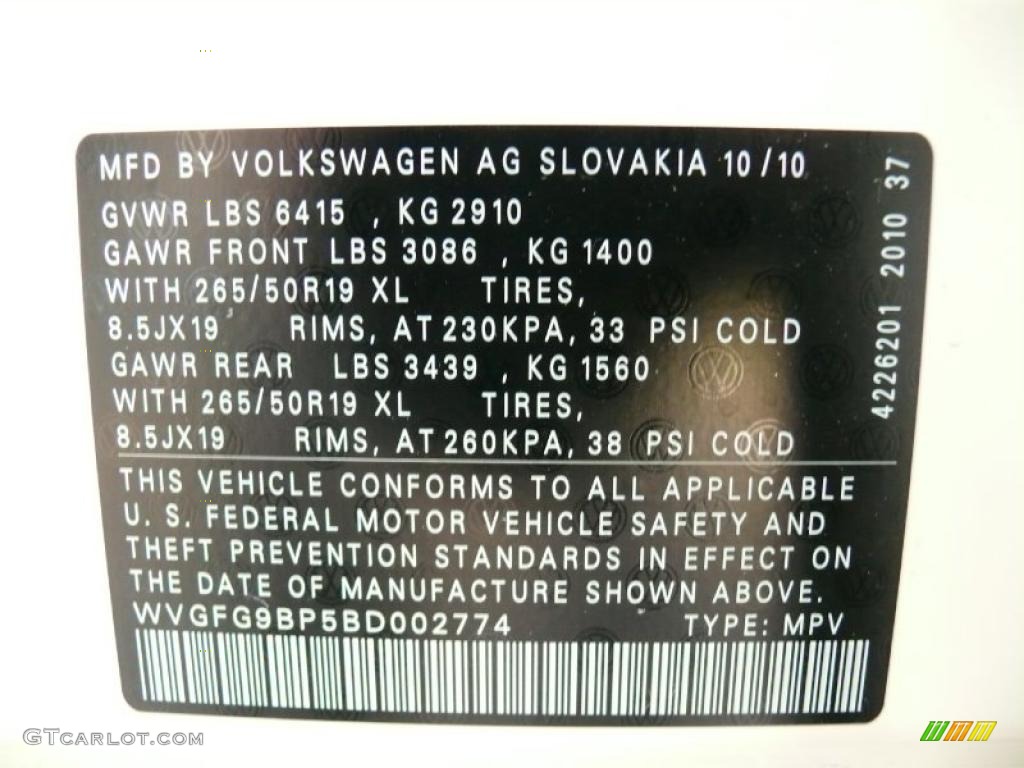 MFD BY VOLKSWAGEN AG SLOVAKIA 10/10
GVWR LBS 6415 , KG 2910
GAWR FRONT LBS 3086 , KG 1400
WITH 265/50R19 XL TIRES,
8.5JX19 RIMS, AT 230KPA, 33 PSI COLD
GAWR REAR LBS 3439 , KG 1560
WITH 265/50R19 XL TIRES,
8.5JX19 RIMS, AT 260KPA, 38 PSI COLD
THIS VEHICLE CONFORMS TO ALL APPLICABLE
U. S. FEDERAL MOTOR VEHICLE SAFETY AND
THEFT PREVENTION STANDARDS IN EFFECT ON
THE DATE OF MANUFACTURE SHOWN ABOVE.
WVGFG9BP5BD002774 TYPE: MPV
4226201 2010 37
GTCARLOT.COM